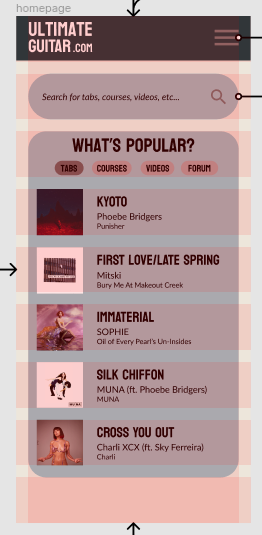 homepage
ULTIMATE
GUITAR.COM
Search for tabs, courses, videos, etc...
WHAT'S POPULAR?
TABS COURSES VIDEOS FORUM
KYOTO
Phoebe Bridgers
Punisher
FIRST LOVE/LATE SPRING
Mitski
Bury Me At Makeout Creek
IMMATERIAL
SOPHIE
Oil of Every Pearl's Un-Insides
SILK CHIFFON
MUNA (ft. Phoebe Bridgers)
MUNA
CROSS YOU OUT
Charli XCX (ft. Sky Ferreira)
Charli